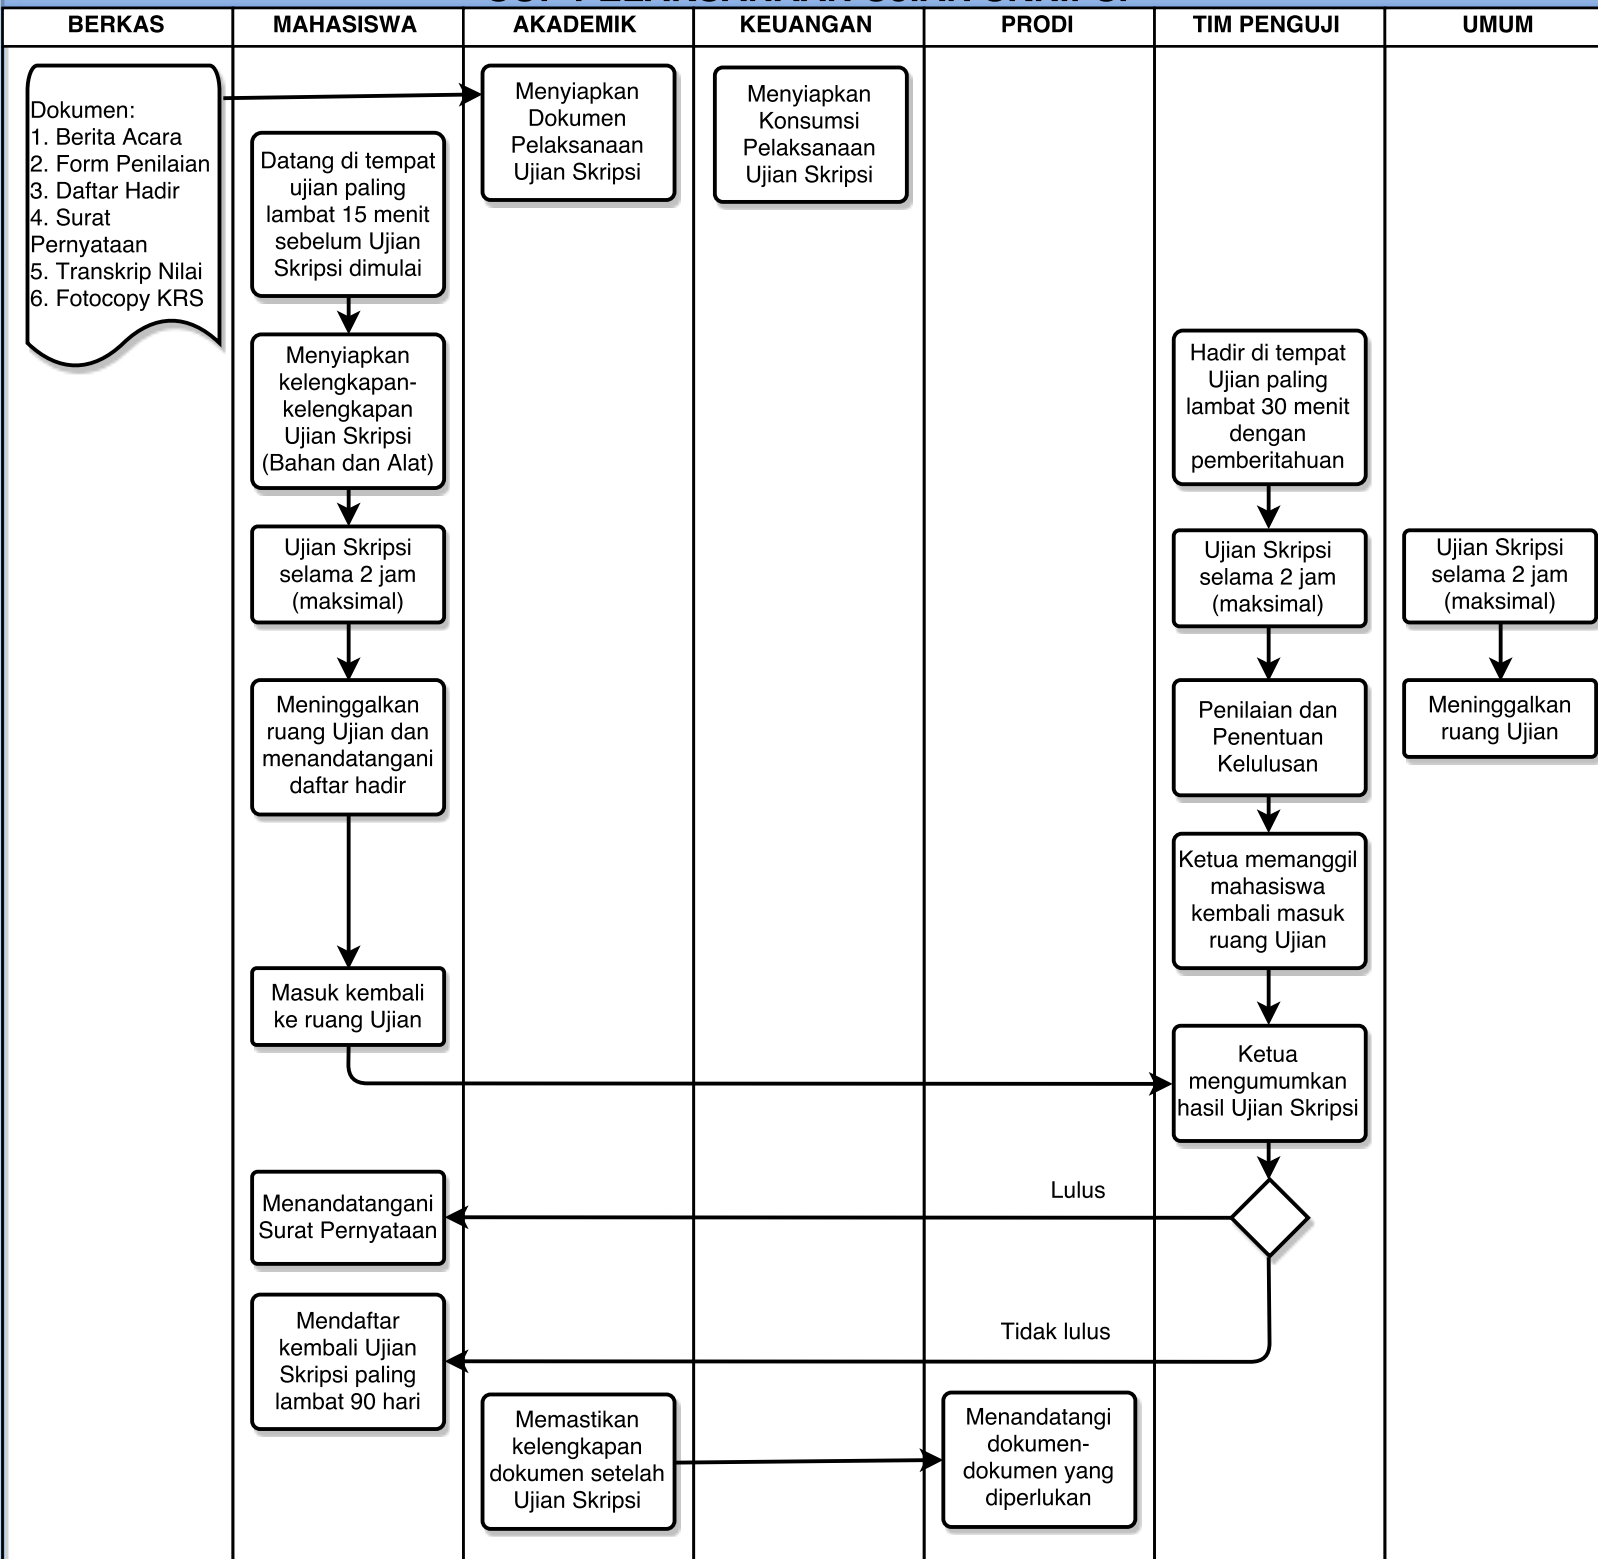 BERKAS
MAHASISWA
AKADEMIK
KEUANGAN
PRODI
TIM PENGUJI
UMUM
Dokumen:
1. Berita Acara
2. Form Penilaian
3. Daftar Hadir
4. Surat
Pernyataan
5. Transkrip Nilai
6. Fotocopy KRS
Menyiapkan
Dokumen
Pelaksanaan
Ujian Skripsi
Menyiapkan
Konsumsi
Pelaksanaan
Ujian Skripsi
Datang di tempat
ujian paling
lambat 15 menit
sebelum Ujian
Skripsi dimulai
Menyiapkan
kelengkapan-
kelengkapan
Ujian Skripsi
(Bahan dan Alat)
Hadir di tempat
Ujian paling
lambat 30 menit
dengan
pemberitahuan
Ujian Skripsi
selama 2 jam
(maksimal)
Ujian Skripsi
selama 2 jam
(maksimal)
Ujian Skripsi
selama 2 jam
(maksimal)
Meninggalkan
ruang Ujian dan
menandatangani
daftar hadir
Penilaian dan
Penentuan
Kelulusan
Meninggalkan
ruang Ujian
Ketua memanggil
mahasiswa
kembali masuk
ruang Ujian
Masuk kembali
ke ruang Ujian
Ketua
mengumumkan
hasil Ujian Skripsi
Lulus
Menandatangani
Surat Pernyataan
Tidak lulus
Mendaftar
kembali Ujian
Skripsi paling
lambat 90 hari
Memastikan
kelengkapan
dokumen setelah
Ujian Skripsi
Menandatangi
dokumen-
dokumen yang
diperlukan